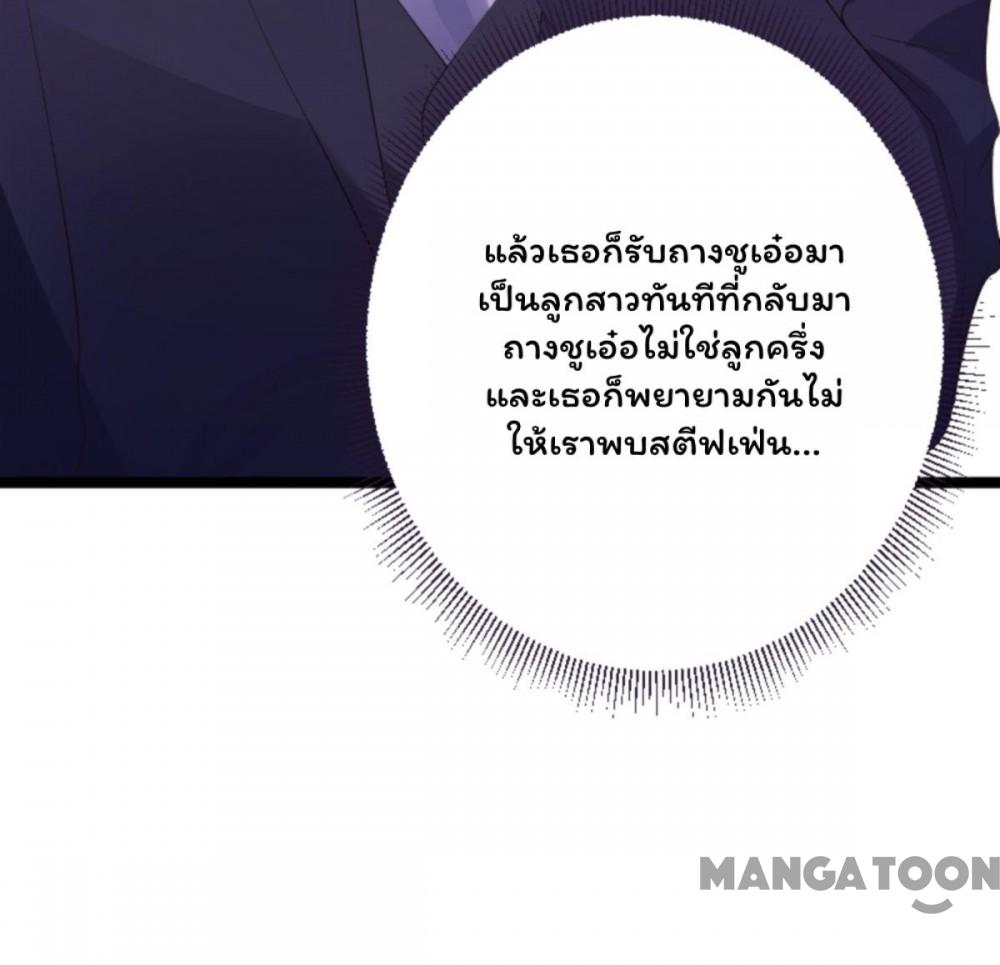 แล้วเธอก็รับถางชูเอ๋อมา
เป็นลูกสาวทันทีที่กลับมา
ถางชูเอ๋อไม่ใช่ลูกครึ่ง
และเธอก็พยายามกันไม่
ให้เราพบสตีฟเฟ่น...
MANGA TOON